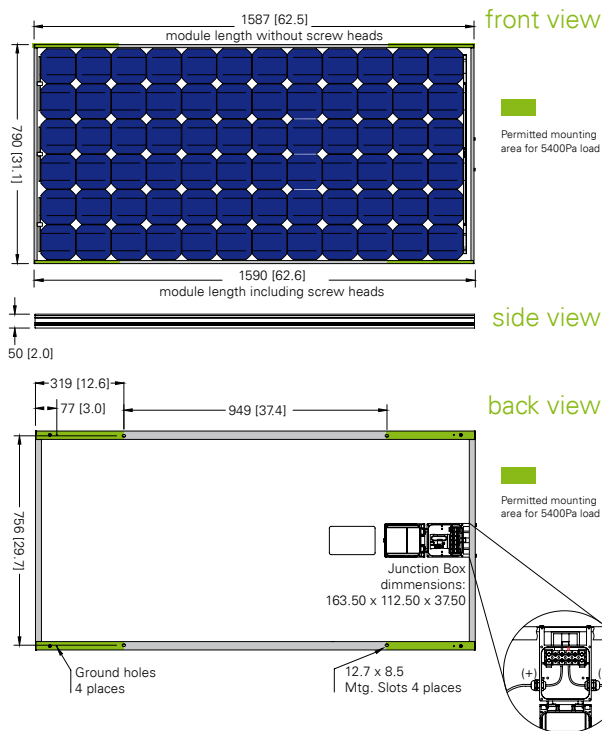 1587 [62.5]
module length without screw heads
front view
790 [31.1]
Permitted mounting
area for 5400Pa load
1590 [62.6]
module length including screw heads
side view
50 [2.0]
319 [12.6]
77 [3.0]
949 [37.4]
back view
756 [29.7]
Permitted mounting
area for 5400Pa load
Junction Box
dimmensions:
163.50 x 112.50 x 37.50
Ground holes
4 places
12.7 x 8.5
Mtg. Slots 4 places
(+)
(